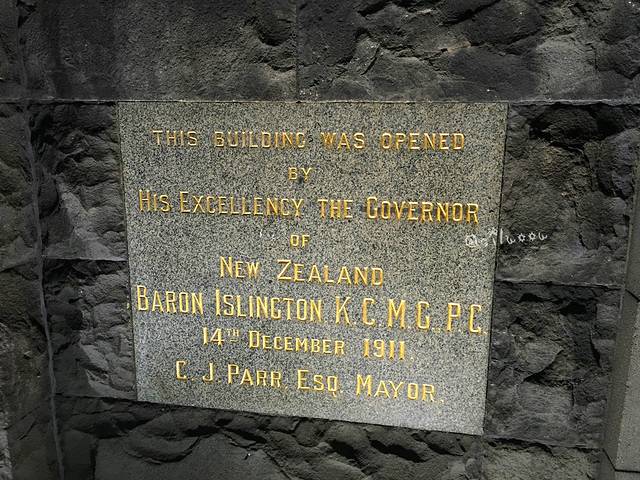 THIS BUILDING WAS OPENED
BY
HIS EXCELLENCY THE GOVERNOR
OF
NEW ZEALAND
BARON ISLINGTON. K.C.M.G., P.C.
14TH DECEMBER 1911.
C. J. PARR. ESQ. MAYOR.